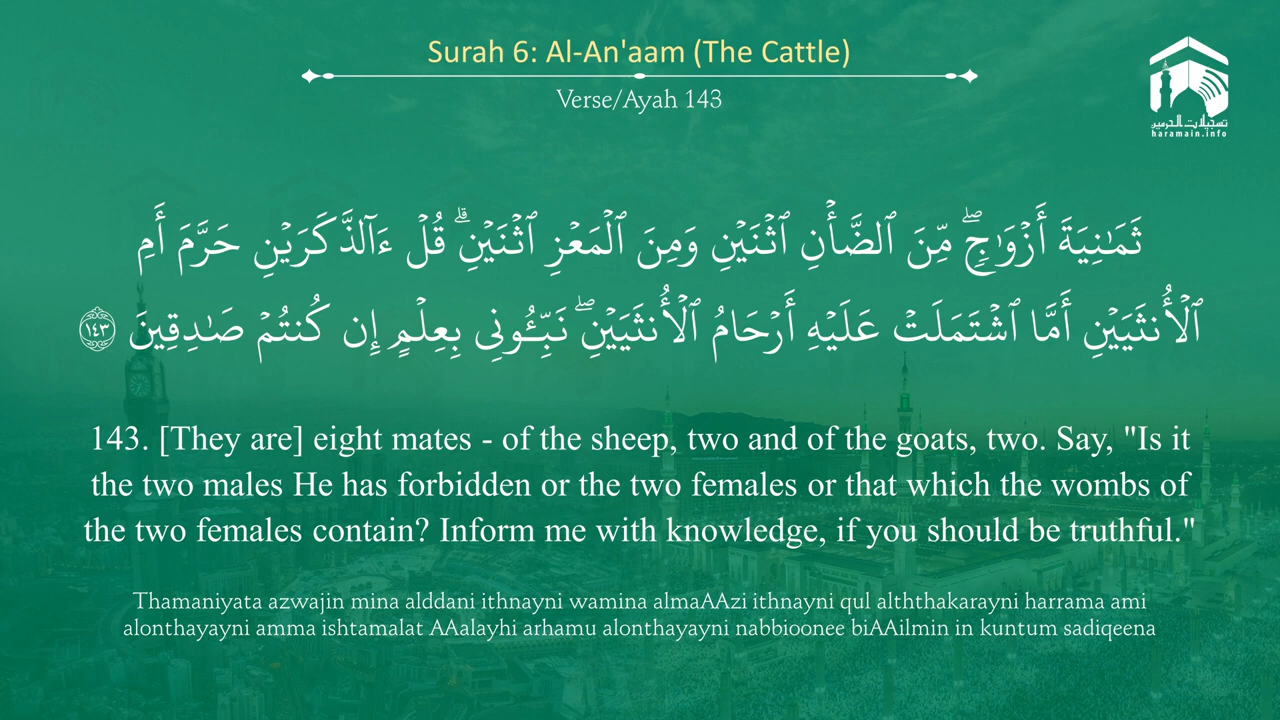 Surah 6: Al-An'aam (The Cattle)
Verse/Ayah 143
تسجيلات الحرمين
haramain.info
ثَمَـٰنِيَةَ أَزْوَٰجٍۢ ۖ مِّنَ ٱلضَّأْنِ ٱثْنَيْنِ وَمِنَ ٱلْمَعْزِ ٱثْنَيْنِ ۗ قُلْ ءَآلذَّكَرَيْنِ حَرَّمَ أَمِ
ٱلْأُنثَيَيْنِ أَمَّا ٱشْتَمَلَتْ عَلَيْهِ أَرْحَامُ ٱلْأُنثَيَيْنِ ۖ نَبِّـُٔونِى بِعِلْمٍ إِن كُنتُمْ صَـٰدِقِينَ ١٤٣
143. [They are] eight mates - of the sheep, two and of the goats, two. Say, "Is it
the two males He has forbidden or the two females or that which the wombs of
the two females contain? Inform me with knowledge, if you should be truthful."
Thamaniyata azwajin mina alddani ithnayni wamina almaAAzi ithnayni qul alththakarayni harrama ami
alonthayayni amma ishtamalat AAalayhi arhamu alonthayayni nabbioonee biAAilmin in kuntum sadiqeena